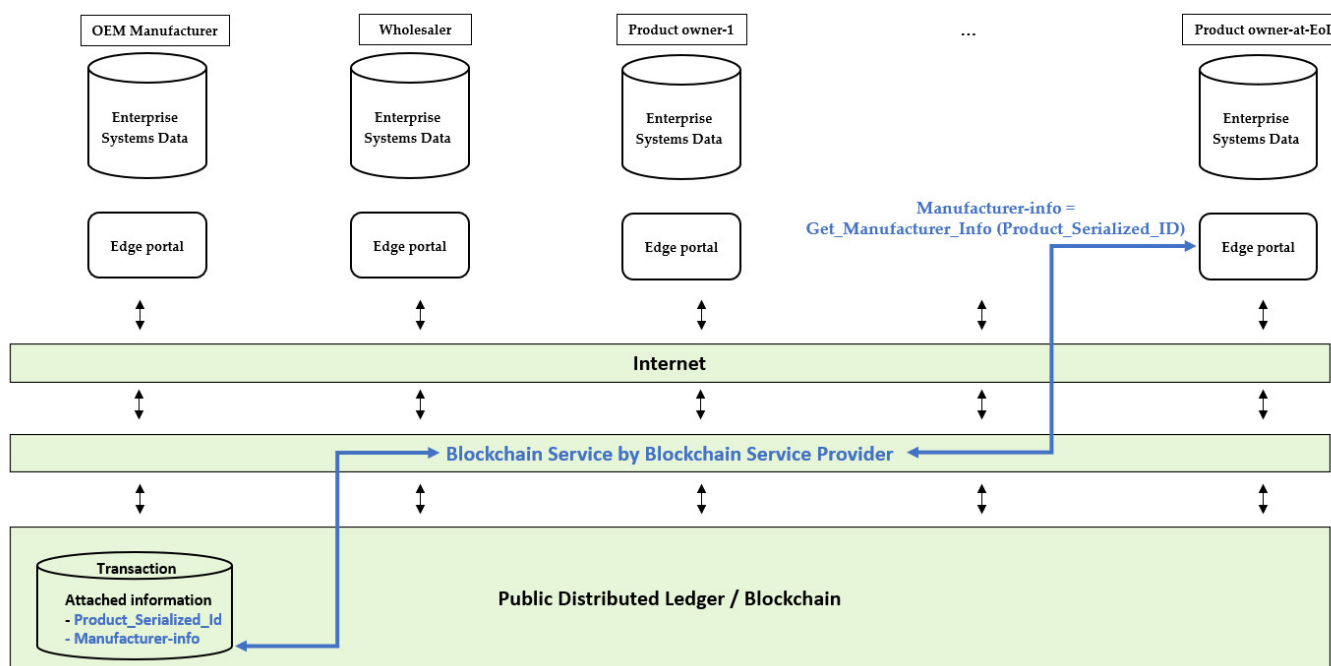 OEM Manufacturer
Wholesaler
Product owner-1
...
Product owner-at-EoL
Enterprise
Systems Data
Enterprise
Systems Data
Enterprise
Systems Data
Enterprise
Systems Data
Manufacturer-info =
Get_Manufacturer_Info (Product_Serialized_ID)
Edge portal
Edge portal
Edge portal
Edge portal
Internet
Blockchain Service by Blockchain Service Provider
Transaction
Attached information
- Product_Serialized_Id
- Manufacturer-info
Public Distributed Ledger / Blockchain